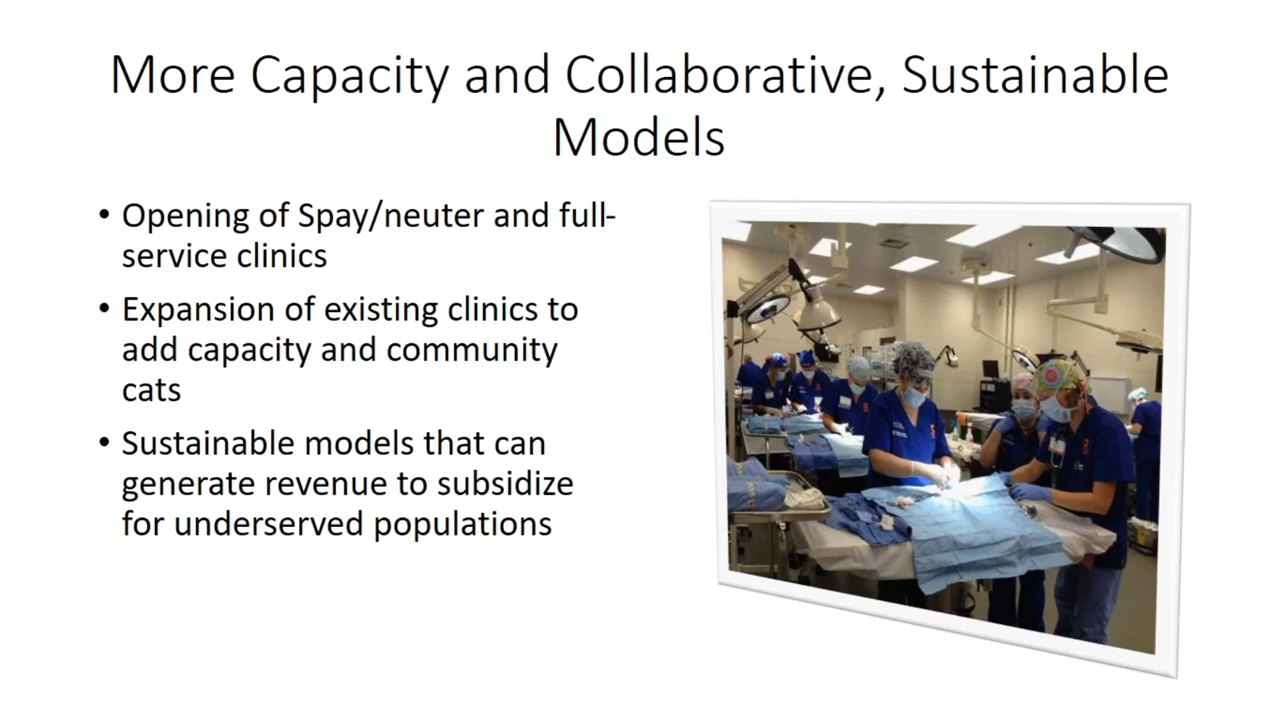 More Capacity and Collaborative, Sustainable
Models
• Opening of Spay/neuter and full-
service clinics
• Expansion of existing clinics to
add capacity and community
cats
• Sustainable models that can
generate revenue to subsidize
for underserved populations